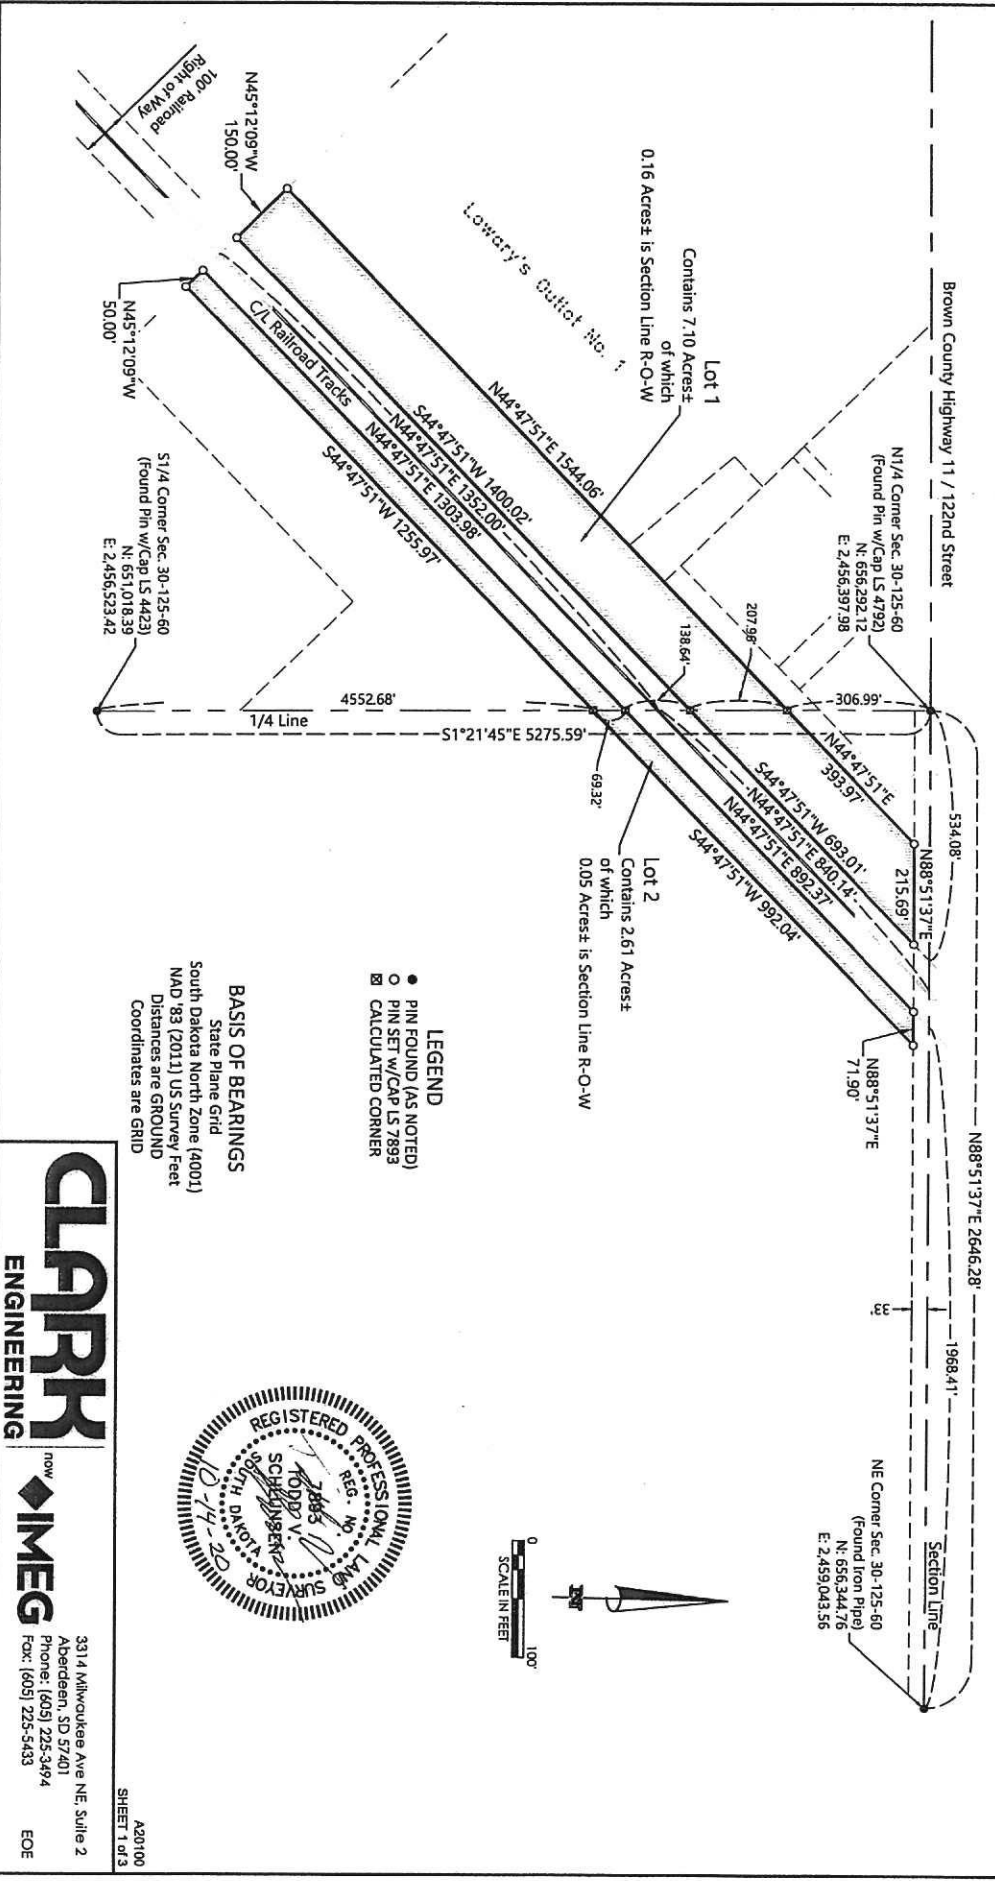 Brown County Highway 11 / 122nd Street
N1/4 Corner Sec. 30-125-60
(Found Pin w/Cap LS 4792)
N: 656,292.12
E: 2,456,397.98
N88°51'37"E 2646.28'
534.08'
1968.41'
N88°51'37"E
215.69'
N88°51'37"E
71.90'
33'
Section Line
NE Corner Sec. 30-125-60
(Found Iron Pipe)
N: 656,344.76
E: 2,459,043.56
Lot 1
Contains 7.10 Acres±
of which
0.16 Acres± is Section Line R-O-W
Lowary's Outlot No. 1
306.99'
207.98'
138.64'
69.32'
4552.68'
1/4 Line
S1°21'45"E 5275.59'
N44°47'51"E
393.97'
S44°47'51"W 693.01'
N44°47'51"E 840.14'
N44°47'51"E 892.37'
S44°47'51"W 992.04'
N44°47'51"E 1544.06'
S44°47'51"W 1400.02'
N44°47'51"E 1352.00'
N44°47'51"E 1303.98'
S44°47'51"W 1255.97'
C/L Railroad Tracks
N45°12'09"W
150.00'
100' Railroad
Right of Way
N45°12'09"W
50.00'
S1/4 Corner Sec. 30-125-60
(Found Pin w/Cap LS 4423)
N: 651,018.39
E: 2,456,523.42
Lot 2
Contains 2.61 Acres±
of which
0.05 Acres± is Section Line R-O-W
LEGEND
PIN FOUND (AS NOTED)
PIN SET w/CAP LS 7893
CALCULATED CORNER
BASIS OF BEARINGS
State Plane Grid
South Dakota North Zone (4001)
NAD '83 (2011) US Survey Feet
Distances are GROUND
Coordinates are GRID
0
100'
SCALE IN FEET
REGISTERED PROFESSIONAL LAND SURVEYOR
REG. NO
7893
TODD V.
SCHLUNSEN
SOUTH DAKOTA
10-14-20
A20100
SHEET 1 of 3
CLARK
ENGINEERING
now
IMEG
3314 Milwaukee Ave NE, Suite 2
Aberdeen, SD 57401
Phone: (605) 225-3494
Fax: (605) 225-5433
EOE